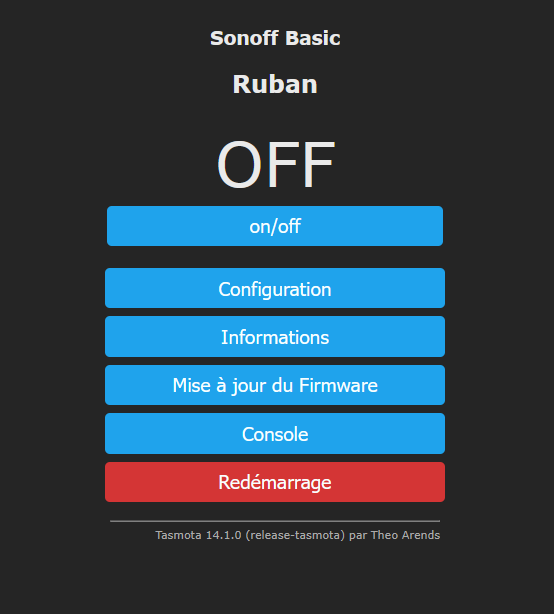 Sonoff Basic
Ruban
OFF
on/off
Configuration
Informations
Mise à jour du Firmware
Console
Redémarrage
Tasmota 14.1.0 (release-tasmota) par Theo Arends